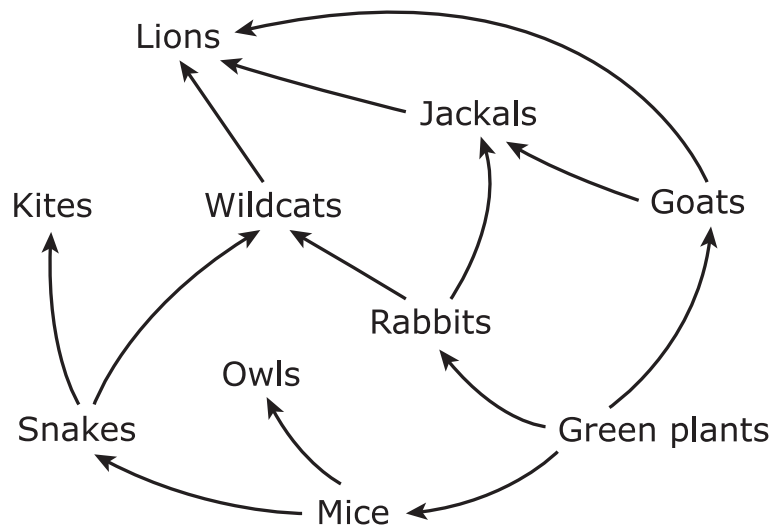 Lions
Jackals
Kites
Wildcats
Goats
Rabbits
Owls
Snakes
Green plants
Mice